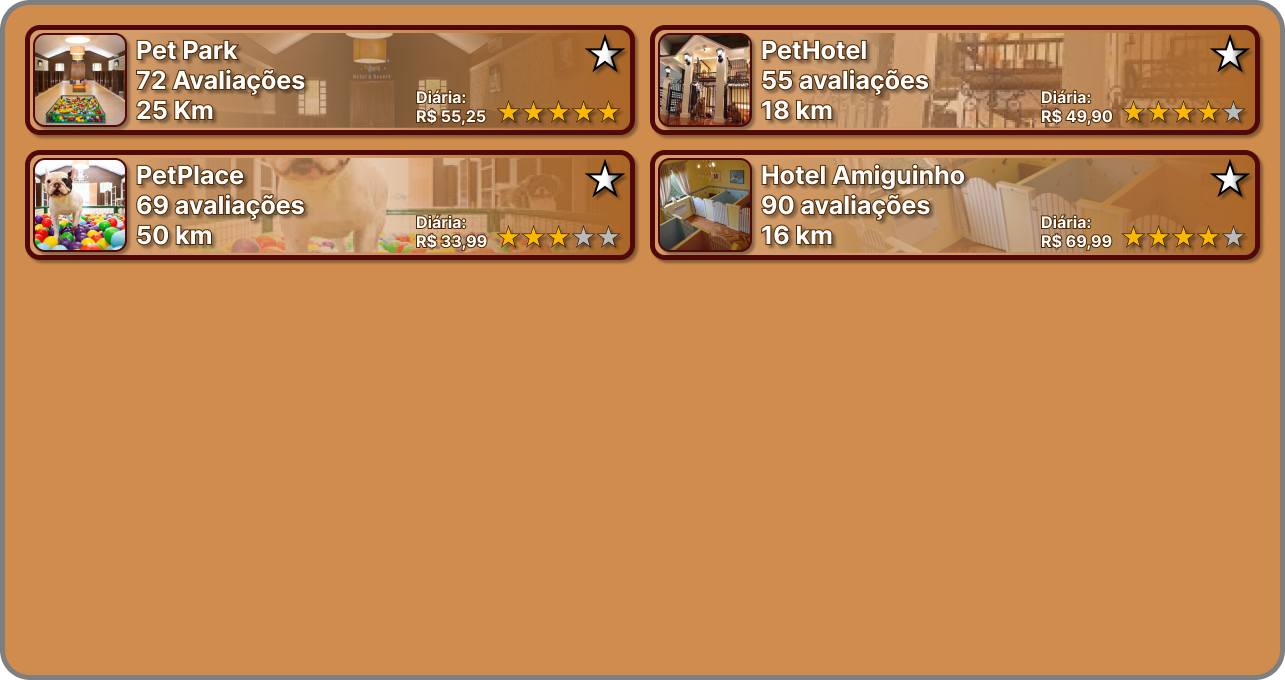 Pet Park
72 Avaliações
25 Km
Diária:
R$ 55,25
PetHotel
55 avaliações
18 km
Diária:
R$ 49,90
PetPlace
69 avaliações
50 km
Diária:
R$ 33,99
Hotel Amiguinho
90 avaliações
16 km
Diária:
R$ 69,99